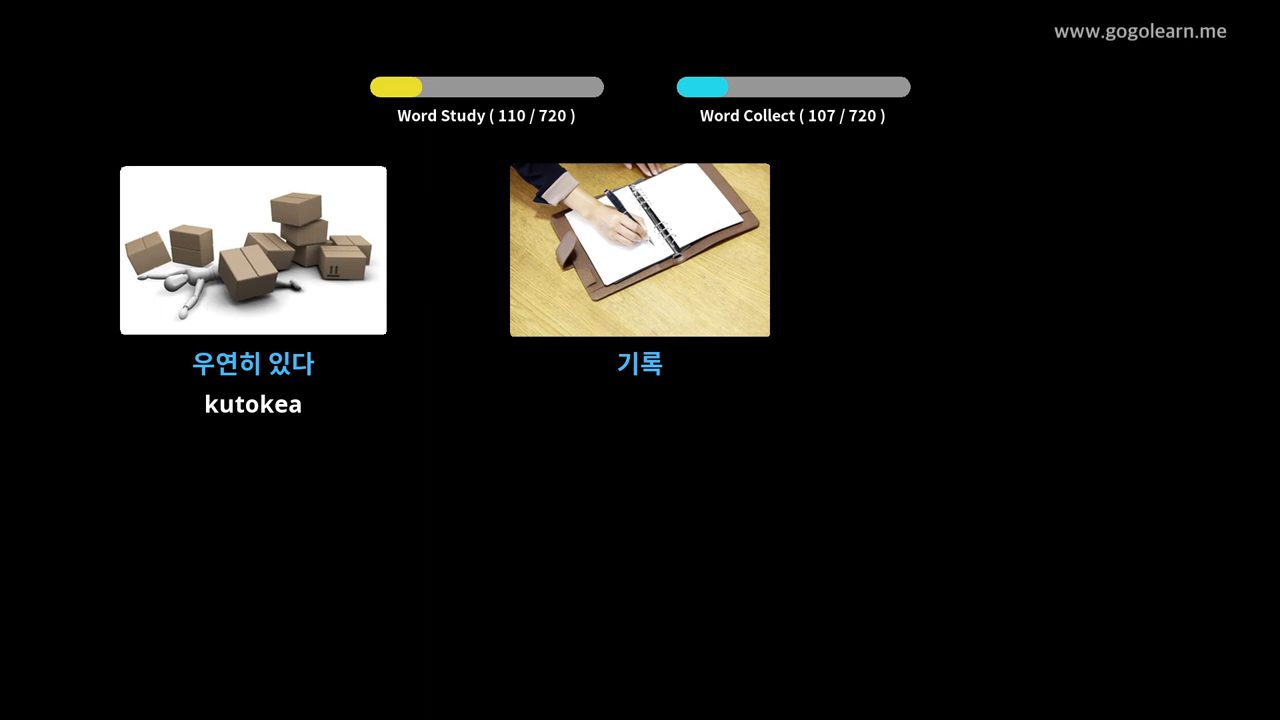 www.gogolearn.me
Word Study ( 110 / 720 )
Word Collect ( 107 / 720 )
우연히 있다
kutokea
기록